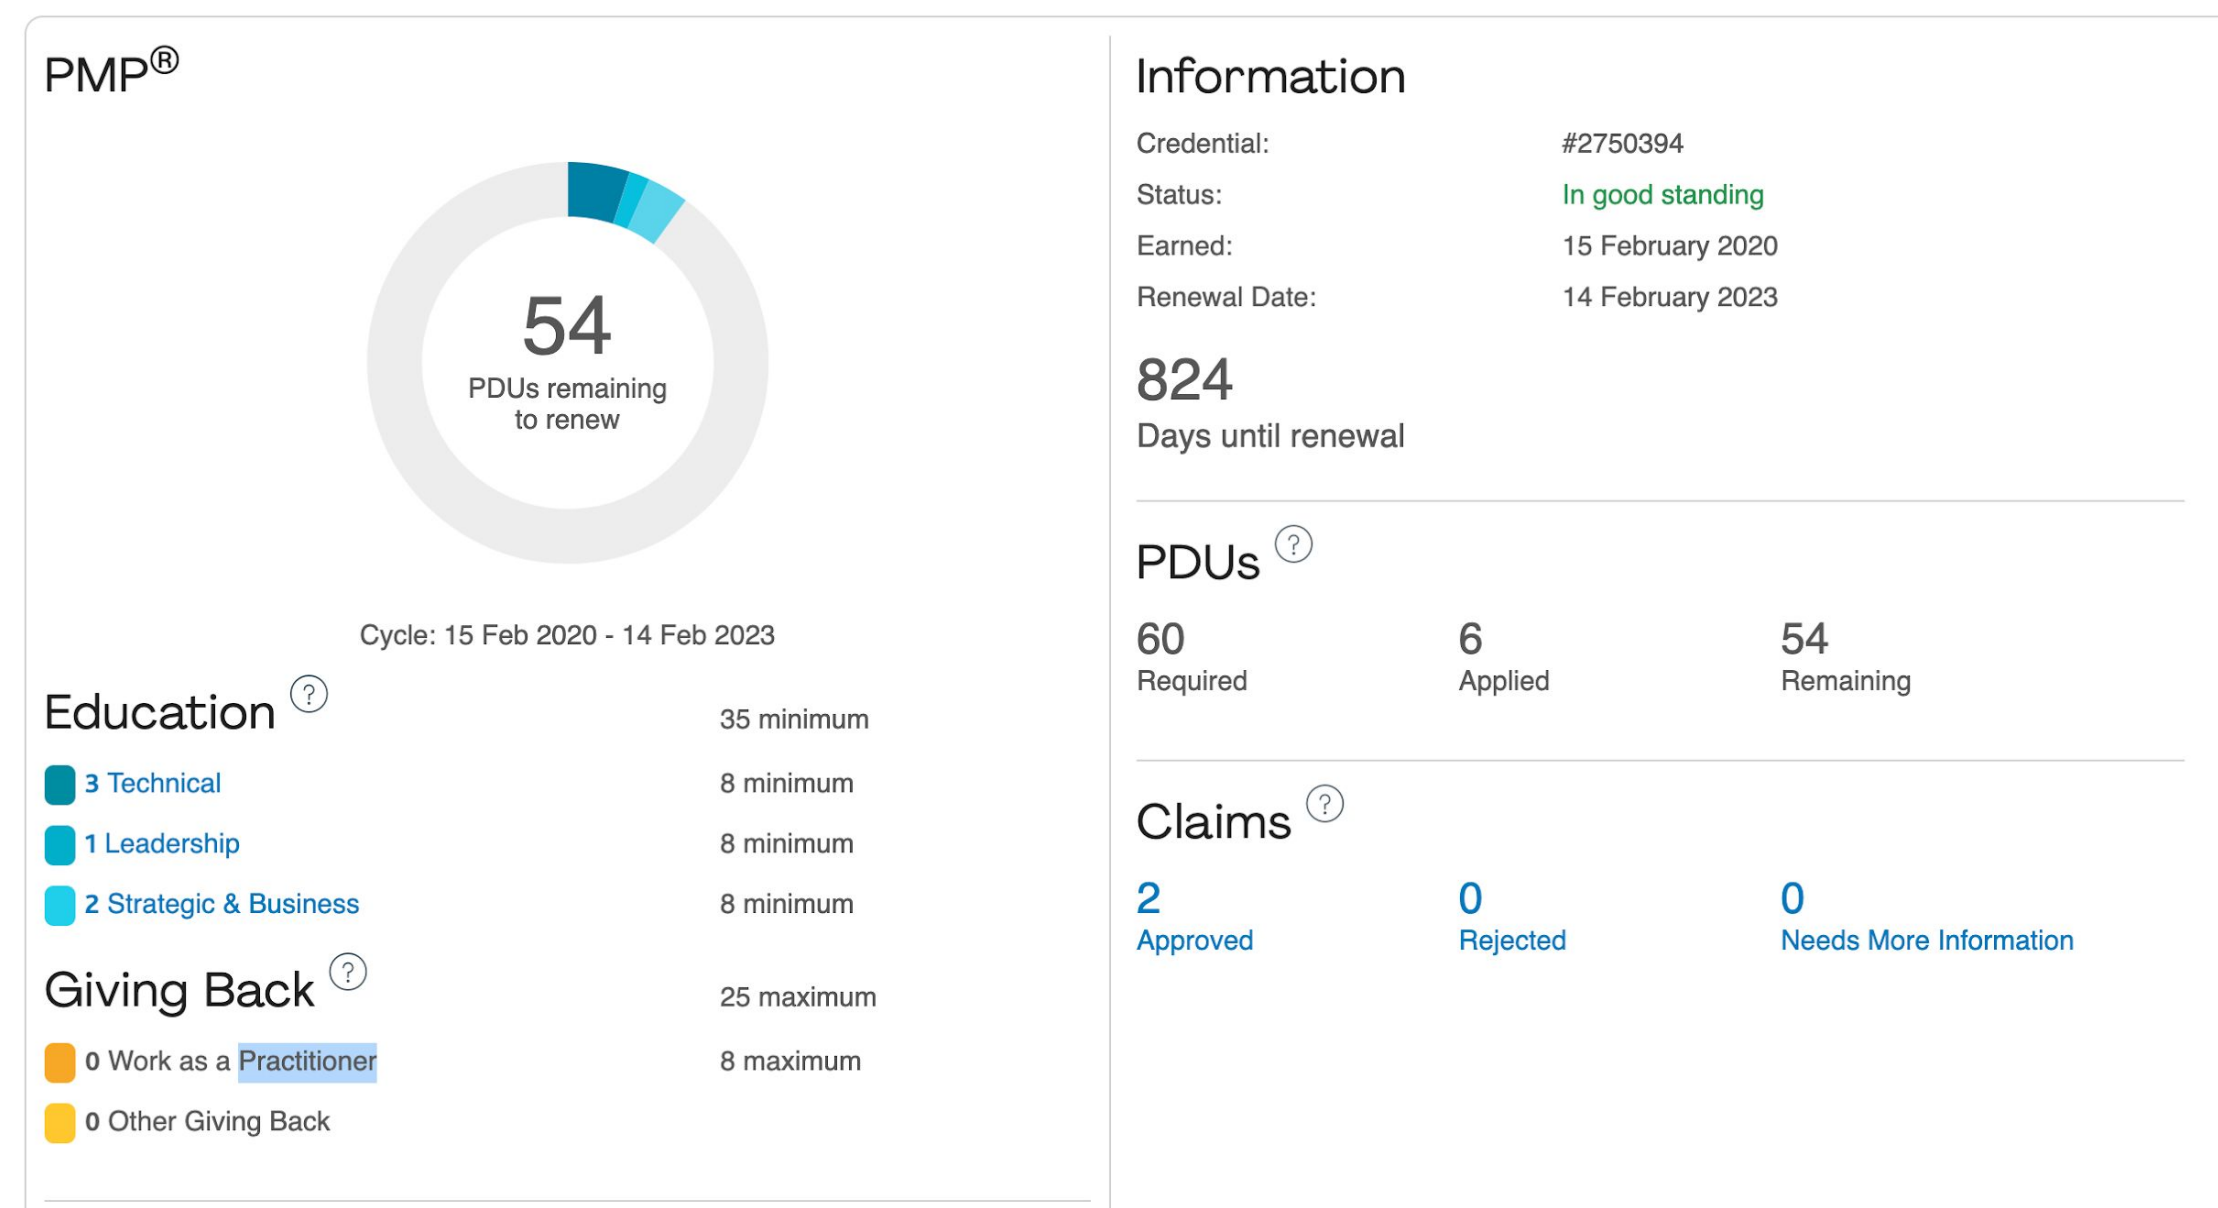 PMP®
54
PDUs remaining
to renew
Cycle: 15 Feb 2020 - 14 Feb 2023
Education ?
35 minimum
3 Technical
8 minimum
1 Leadership
8 minimum
2 Strategic & Business
8 minimum
Giving Back ?
25 maximum
0 Work as a Practitioner
8 maximum
0 Other Giving Back
Information
Credential: #2750394
Status: In good standing
Earned: 15 February 2020
Renewal Date: 14 February 2023
824
Days until renewal
PDUs ?
60 6 54
Required Applied Remaining
Claims ?
2 0 0
Approved Rejected Needs More Information